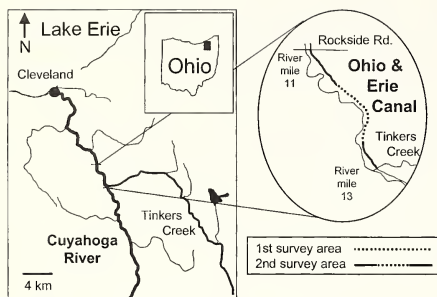 N
Lake Erie
Cleveland
Ohio
Cuyahoga
River
Tinkers
Creek
4 km
Rockside Rd.
River
mile
11
Ohio &
Erie
Canal
Tinkers
Creek
River
mile
13
1st survey area
2nd survey area